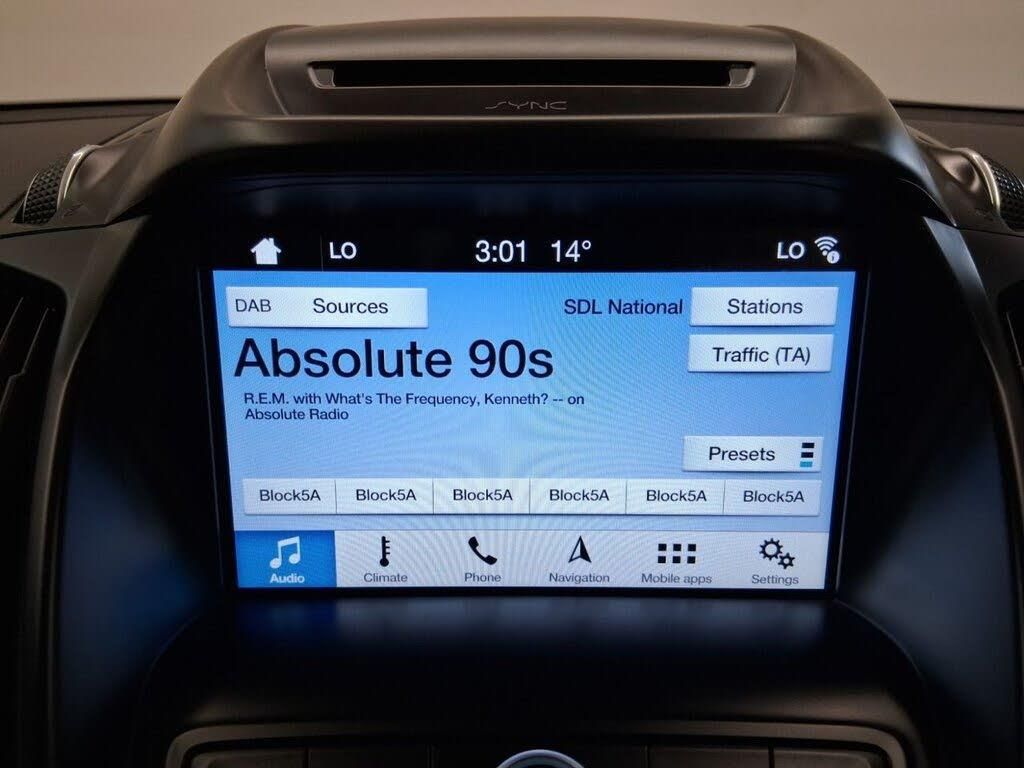 SYNC
LO 3:01 14° LO
DAB Sources SDL National Stations
Absolute 90s
Traffic (TA)
R.E.M. with What's The Frequency, Kenneth? -- on
Absolute Radio
Presets
Block5A Block5A Block5A Block5A Block5A Block5A
Audio Climate Phone Navigation Mobile apps Settings